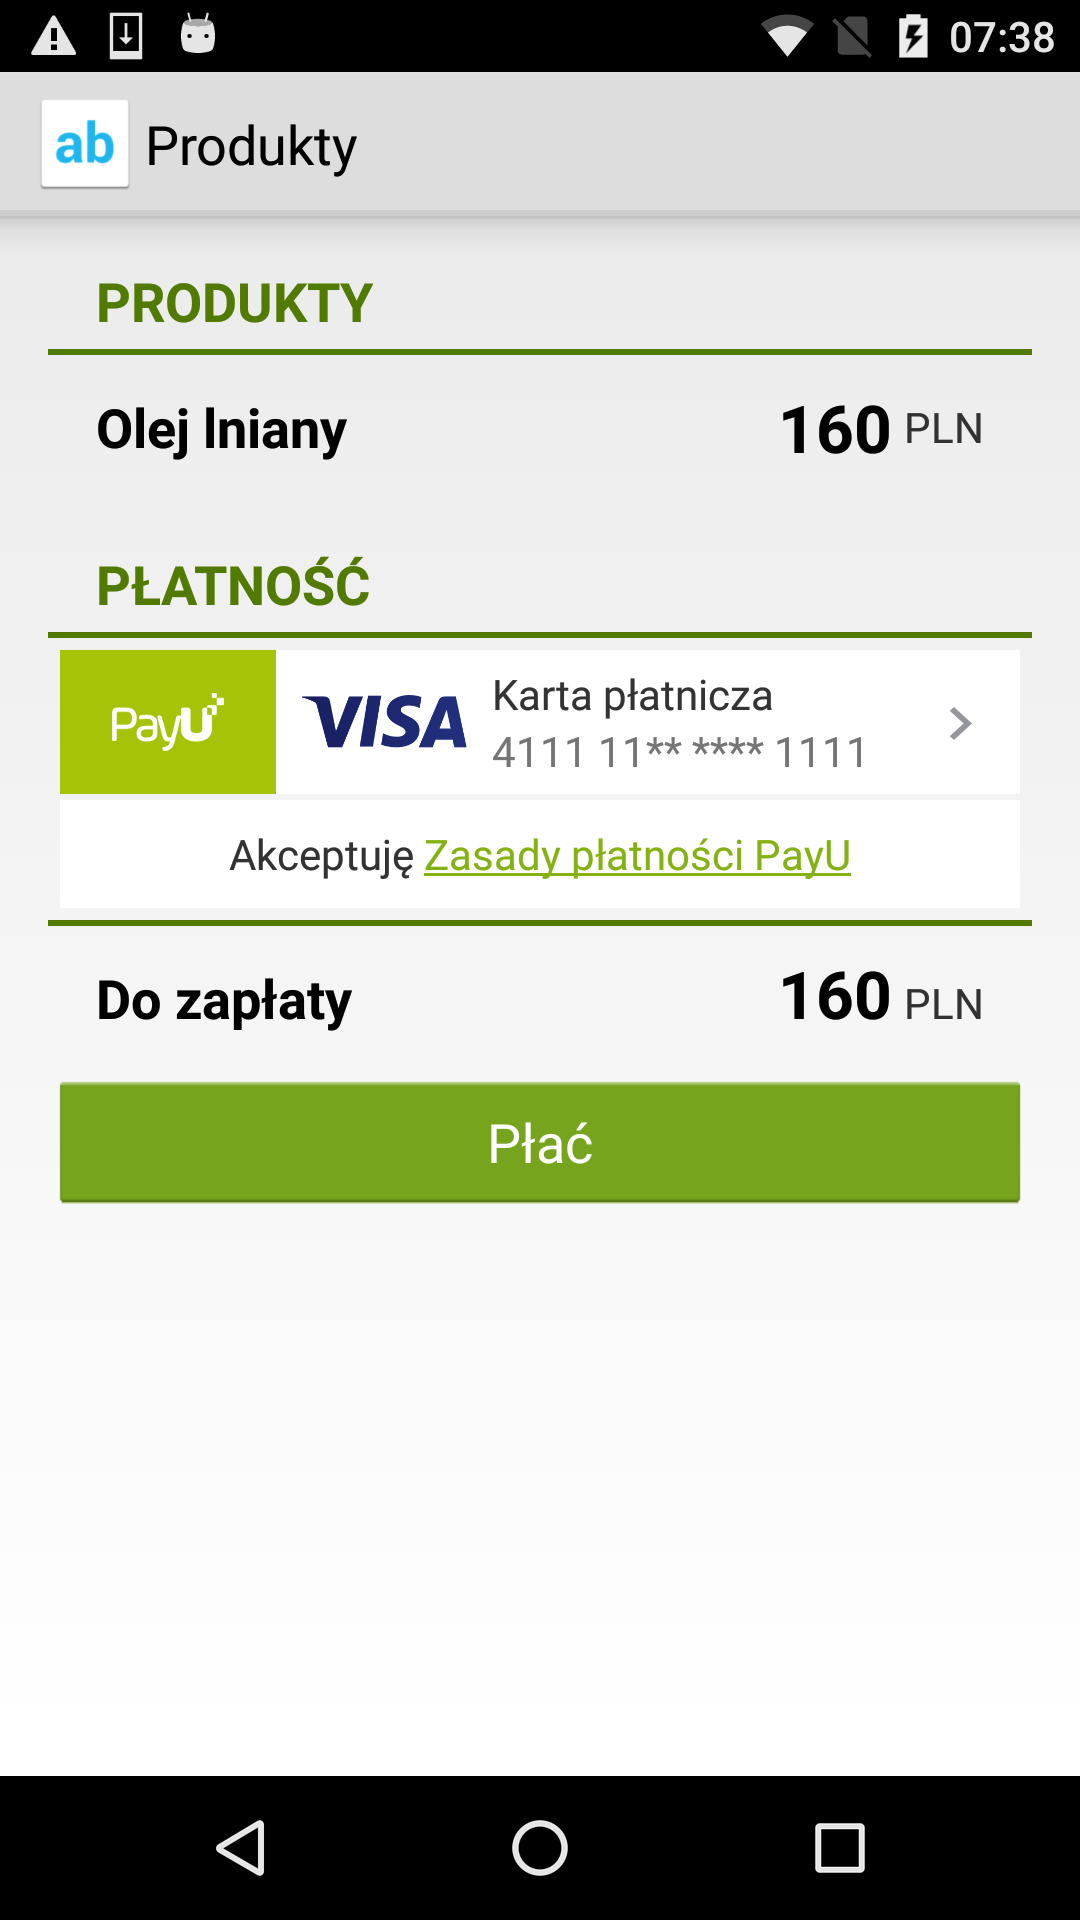 07:38
ab Produkty
PRODUKTY
Olej lniany 160 PLN
PŁATNOŚĆ
PayU VISA Karta płatnicza
4111 11** **** 1111
Akceptuję Zasady płatności PayU
Do zapłaty 160 PLN
Płać